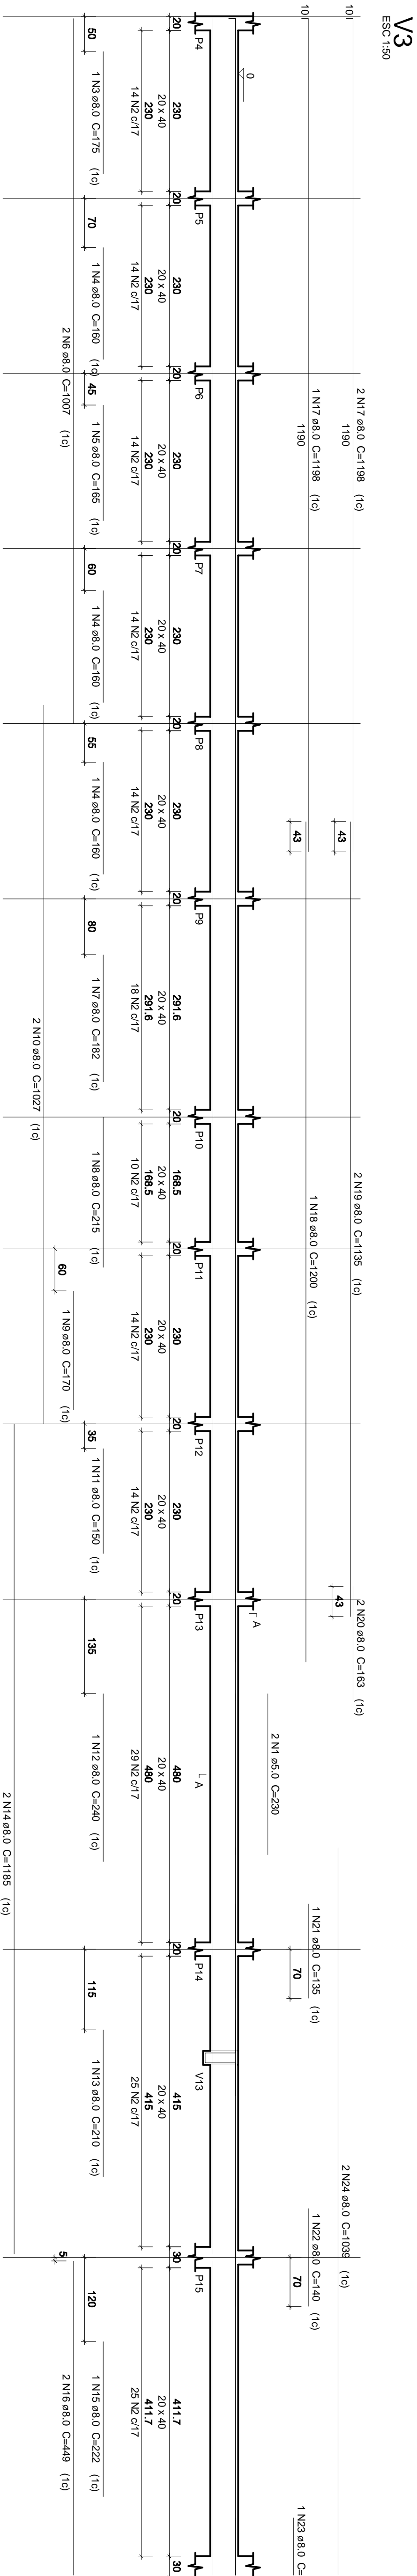 V3
ESC 1:50
10
2 N17 ø8.0 C=1198 (1c)
1190
43
2 N19 ø8.0 C=1135 (1c)
43
2 N20 ø8.0 C=163 (1c)
2 N24 ø8.0 C=1039 (1c)
10
1 N17 ø8.0 C=1198 (1c)
1190
43
1 N18 ø8.0 C=1200 (1c)
1 N21 ø8.0 C=135 (1c)
70
1 N22 ø8.0 C=140 (1c)
70
1 N23 ø8.0 C=
2 N1 ø5.0 C=230
0
A
P4 P5 P6 P7 P8 P9 P10 P11 P12 P13 A P14 V13 P15
20 230 20 230 20 230 20 230 20 230 20 291.6 20 168.5 20 230 20 230 20 480 20 415 30 411.7 30
20 x 40 20 x 40 20 x 40 20 x 40 20 x 40 20 x 40 20 x 40 20 x 40 20 x 40 20 x 40 20 x 40 20 x 40
230 230 230 230 230 291.6 168.5 230 230 480 415 411.7
14 N2 c/17 14 N2 c/17 14 N2 c/17 14 N2 c/17 14 N2 c/17 18 N2 c/17 10 N2 c/17 14 N2 c/17 14 N2 c/17 29 N2 c/17 25 N2 c/17 25 N2 c/17
50 1 N3 ø8.0 C=175 (1c)
70 1 N4 ø8.0 C=160 (1c)
45 1 N5 ø8.0 C=165 (1c)
60 1 N4 ø8.0 C=160 (1c)
55 1 N4 ø8.0 C=160 (1c)
80 1 N7 ø8.0 C=182 (1c)
1 N8 ø8.0 C=215 (1c)
35 1 N11 ø8.0 C=150 (1c)
135 1 N12 ø8.0 C=240 (1c)
115 1 N13 ø8.0 C=210 (1c)
120 1 N15 ø8.0 C=222 (1c)
2 N6 ø8.0 C=1007 (1c)
60 1 N9 ø8.0 C=170 (1c)
5 2 N16 ø8.0 C=449 (1c)
2 N10 ø8.0 C=1027 (1c)
2 N14 ø8.0 C=1185 (1c)